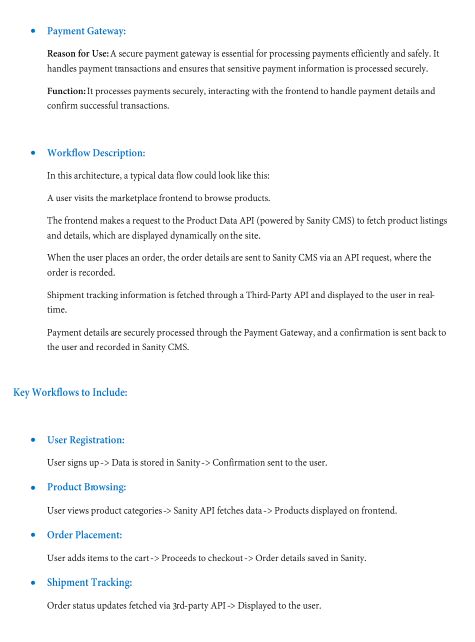 • Payment Gateway:
Reason for Use: A secure payment gateway is essential for processing payments efficiently and safely. It
handles payment transactions and ensures that sensitive payment information is processed securely.
Function: It processes payments securely, interacting with the frontend to handle payment details and
confirm successful transactions.
• Workflow Description:
In this architecture, a typical data flow could look like this:
A user visits the marketplace frontend to browse products.
The frontend makes a request to the Product Data API (powered by Sanity CMS) to fetch product listings
and details, which are displayed dynamically on the site.
When the user places an order, the order details are sent to Sanity CMS via an API request, where the
order is recorded.
Shipment tracking information is fetched through a Third-Party API and displayed to the user in real-
time.
Payment details are securely processed through the Payment Gateway, and a confirmation is sent back to
the user and recorded in Sanity CMS.
Key Workflows to Include:
• User Registration:
User signs up -> Data is stored in Sanity -> Confirmation sent to the user.
• Product Browsing:
User views product categories -> Sanity API fetches data -> Products displayed on frontend.
• Order Placement:
User adds items to the cart -> Proceeds to checkout -> Order details saved in Sanity.
• Shipment Tracking:
Order status updates fetched via 3rd-party API -> Displayed to the user.